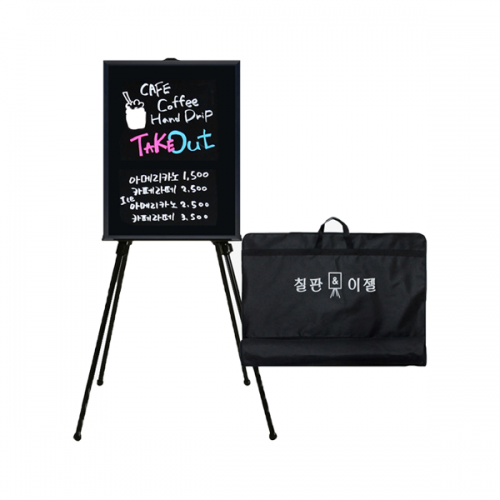 CAFE
Coffee
Hand Drip
TAKEOut
아메리카노 1,500
카페라떼 2.500
Ice
아메리카노 2.500
카페라떼 3.500
칠판 & 이젤